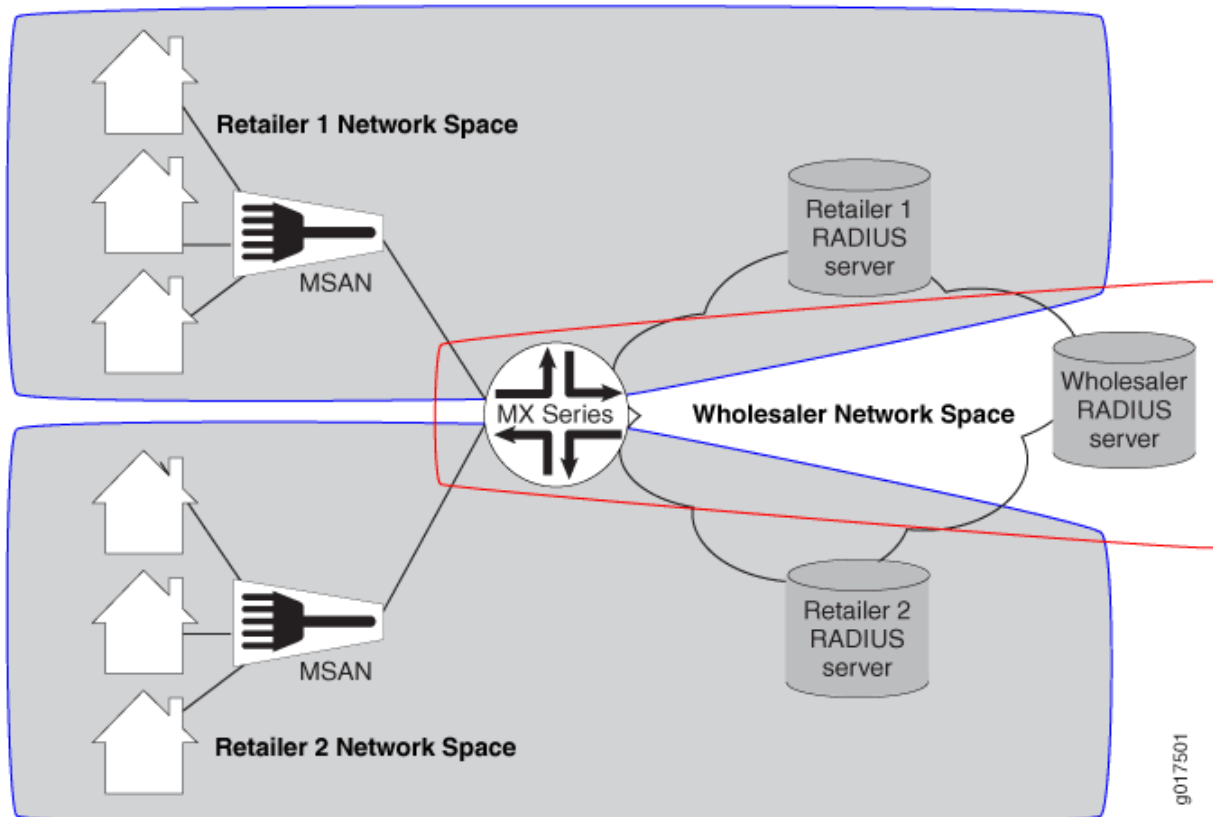 Retailer 1 Network Space
MSAN
Retailer 1
RADIUS
server
MX Series
Wholesaler Network Space
Wholesaler
RADIUS
server
MSAN
Retailer 2 Network Space
Retailer 2
RADIUS
server
g017501